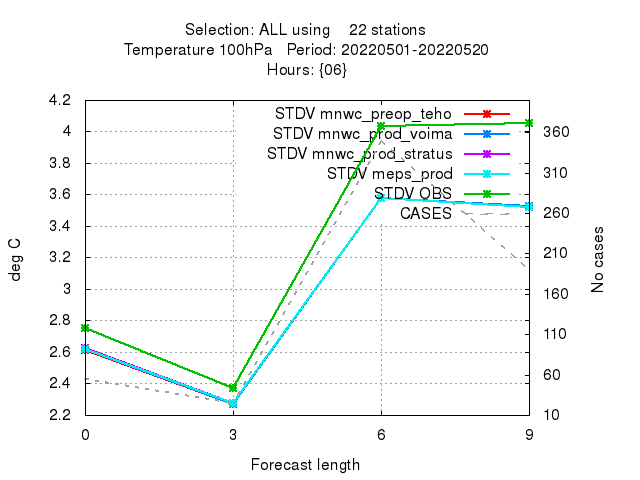 Selection: ALL using    22 stations
Temperature 100hPa   Period: 20220501-20220520
Hours: {06}
4.2
4
3.8
3.6
3.4
3.2
3
2.8
2.6
2.4
2.2
deg C
STDV mnwc_preop_teho
STDV mnwc_prod_voima
STDV mnwc_prod_stratus
STDV meps_prod
STDV OBS
CASES
360
310
260
210
160
110
60
10
No cases
0 3 6 9
Forecast length